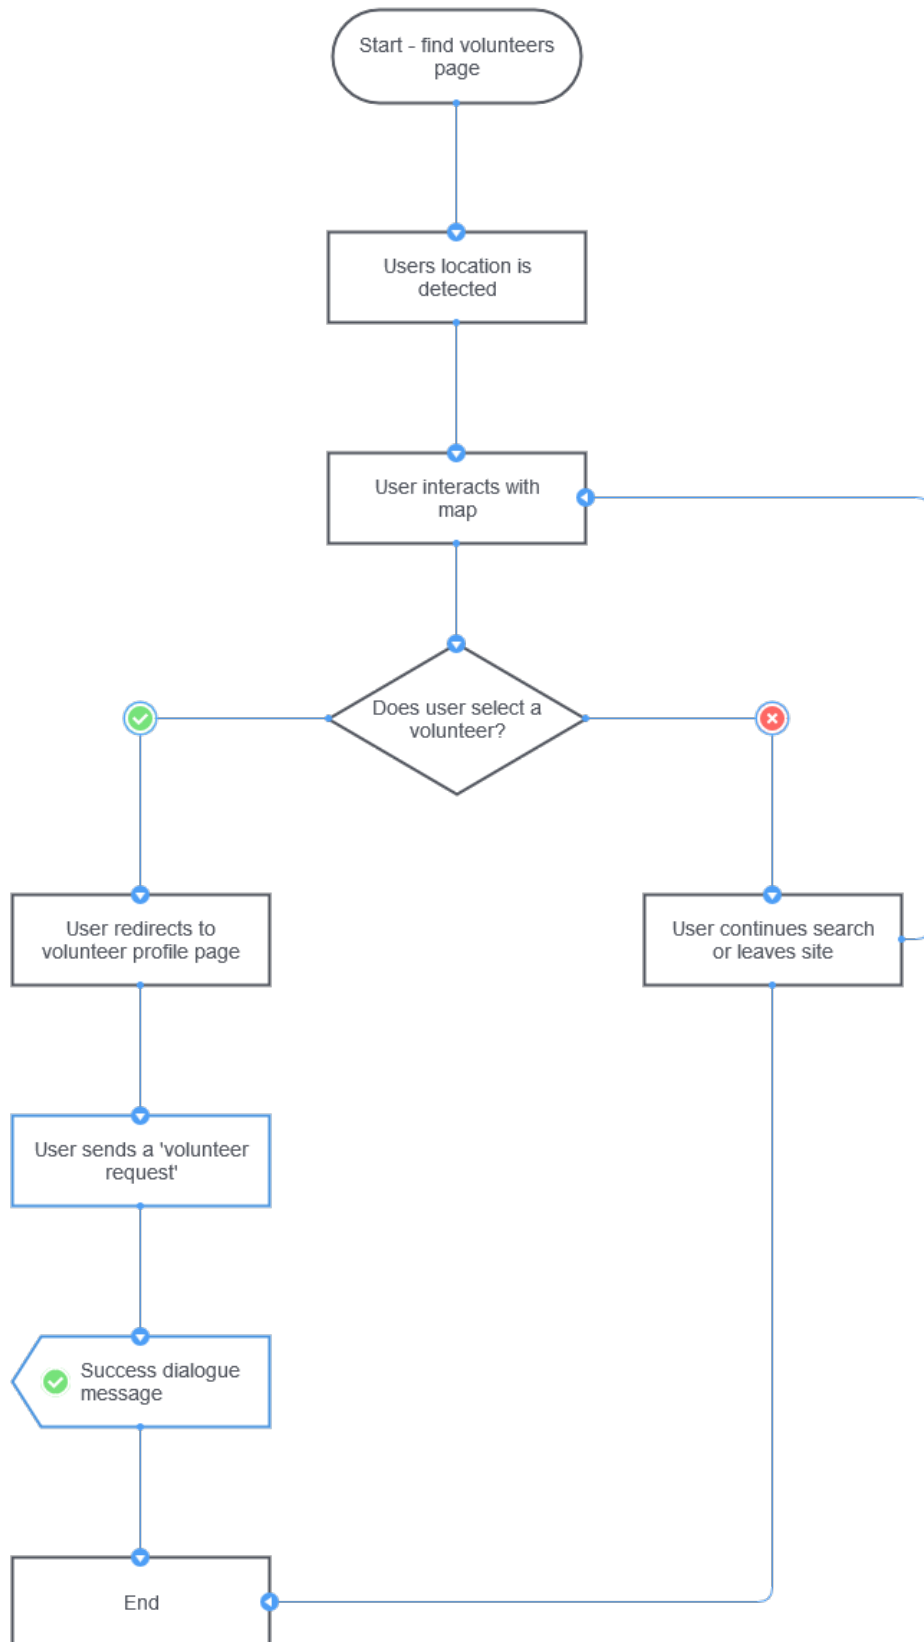 Start - find volunteers
page
Users location is
detected
User interacts with
map
Does user select a
volunteer?
User redirects to
volunteer profile page
User continues search
or leaves site
User sends a 'volunteer
request'
Success dialogue
message
End